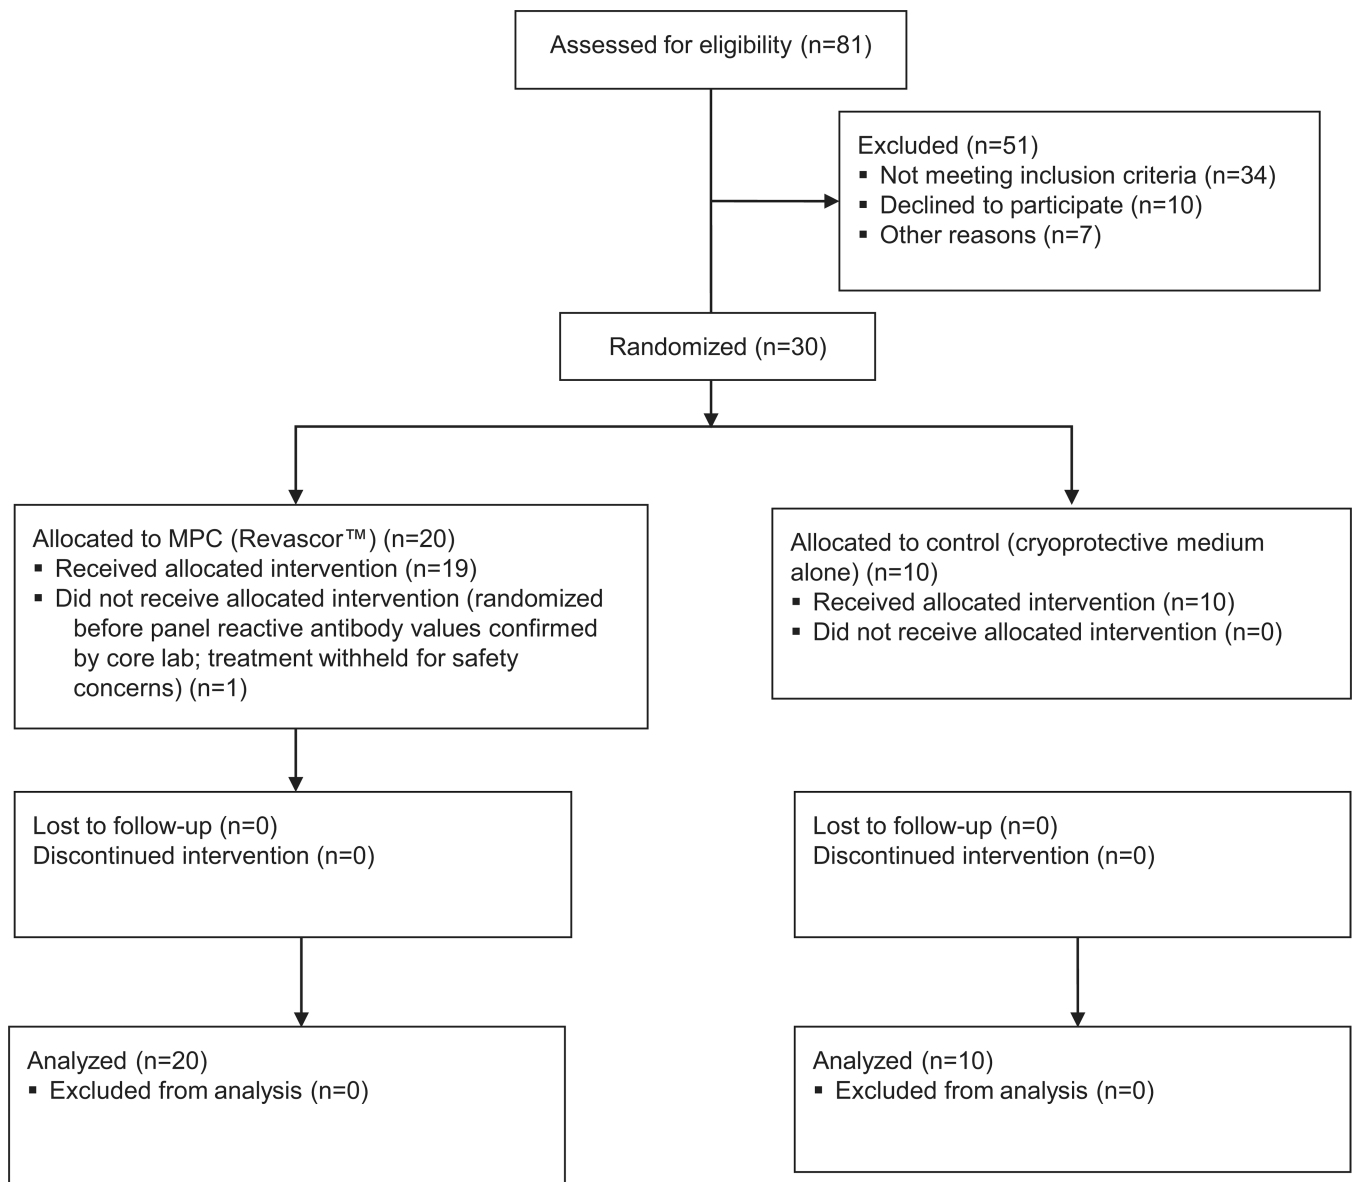 Assessed for eligibility (n=81)
Excluded (n=51)
▪ Not meeting inclusion criteria (n=34)
▪ Declined to participate (n=10)
▪ Other reasons (n=7)
Randomized (n=30)
Allocated to MPC (Revascor™) (n=20)
▪ Received allocated intervention (n=19)
▪ Did not receive allocated intervention (randomized
before panel reactive antibody values confirmed
by core lab; treatment withheld for safety
concerns) (n=1)
Allocated to control (cryoprotective medium
alone) (n=10)
▪ Received allocated intervention (n=10)
▪ Did not receive allocated intervention (n=0)
Lost to follow-up (n=0)
Discontinued intervention (n=0)
Lost to follow-up (n=0)
Discontinued intervention (n=0)
Analyzed (n=20)
▪ Excluded from analysis (n=0)
Analyzed (n=10)
▪ Excluded from analysis (n=0)